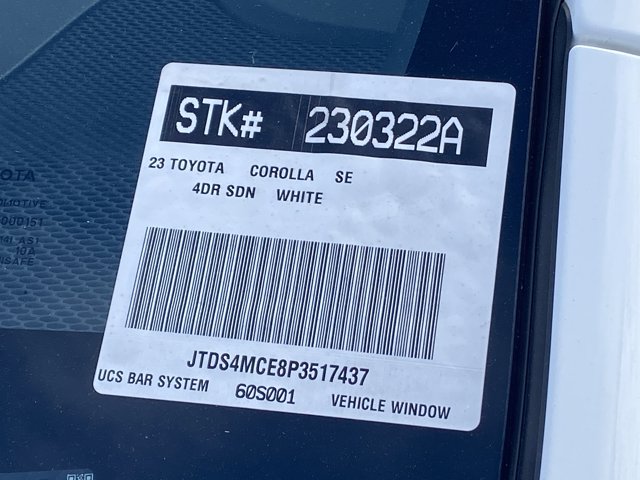 STK# 230322A
23 TOYOTA COROLLA SE
4DR SDN WHITE
JTDS4MCE8P3517437
UCS BAR SYSTEM 60S001 VEHICLE WINDOW